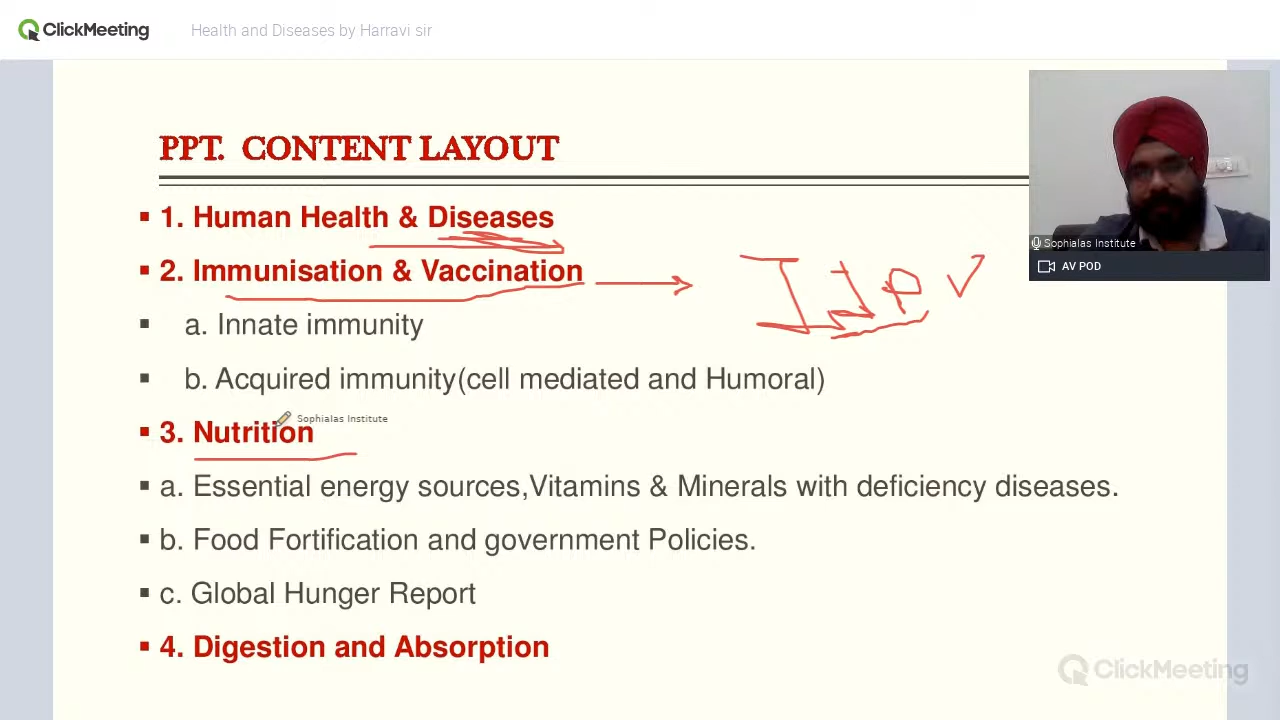 ClickMeeting
Health and Diseases by Harravi sir
PPT. CONTENT LAYOUT
1. Human Health & Diseases
2. Immunisation & Vaccination
a. Innate immunity
b. Acquired immunity(cell mediated and Humoral)
Sophialas Institute
3. Nutrition
a. Essential energy sources,Vitamins & Minerals with deficiency diseases.
b. Food Fortification and government Policies.
c. Global Hunger Report
4. Digestion and Absorption
Sophialas Institute
AV POD
ClickMeeting